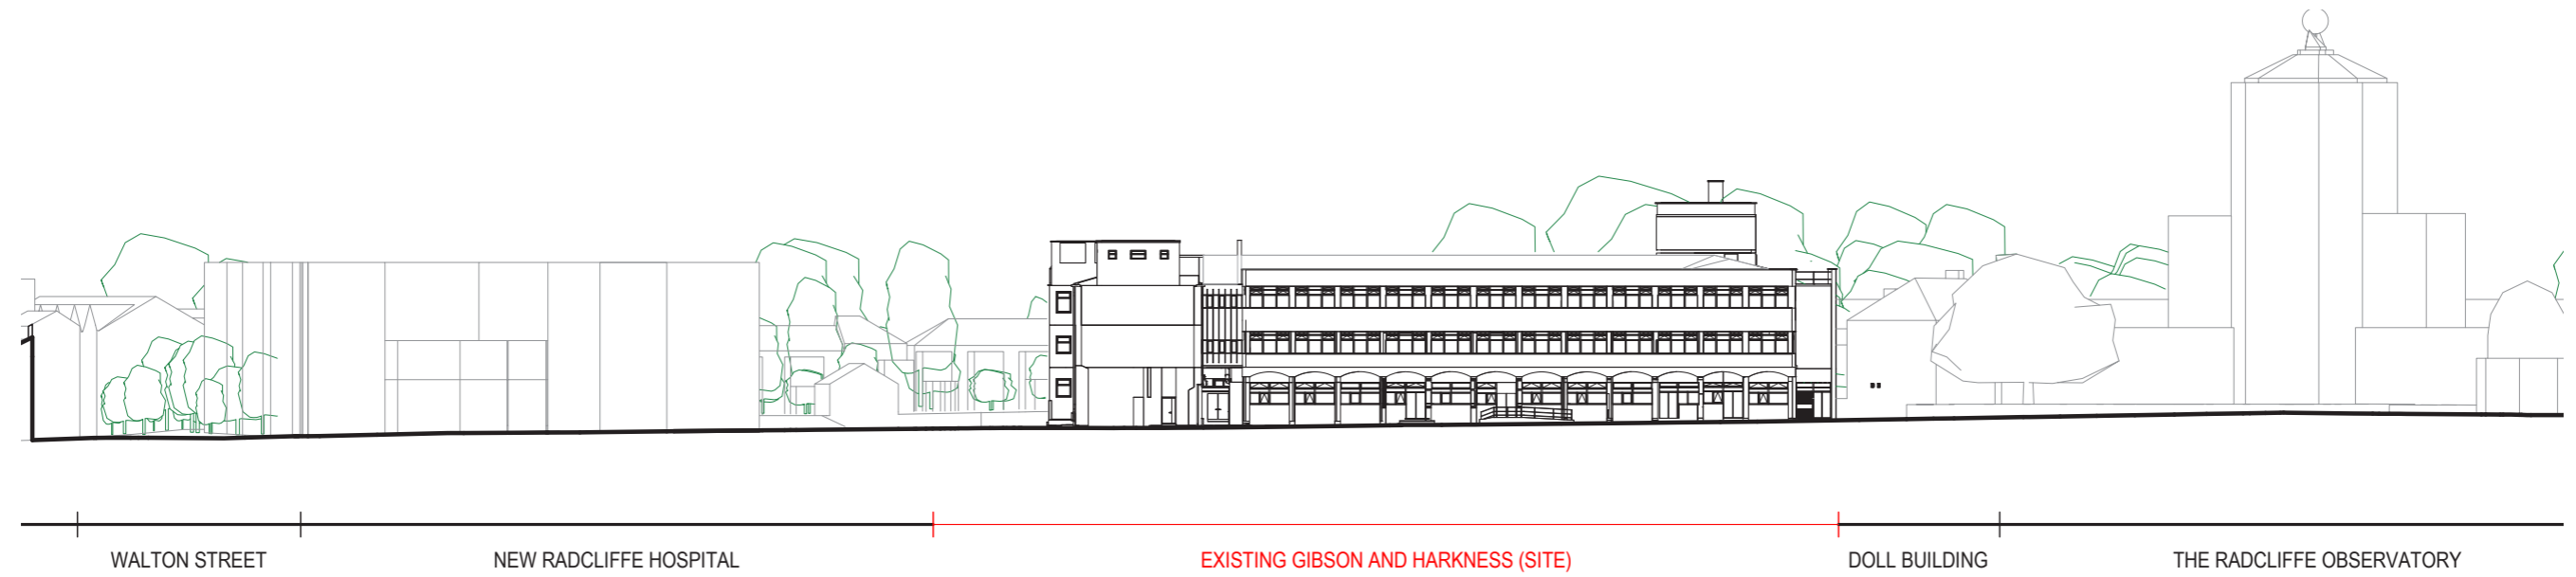 WALTON STREET
NEW RADCLIFFE HOSPITAL
EXISTING GIBSON AND HARKNESS (SITE)
DOLL BUILDING
THE RADCLIFFE OBSERVATORY